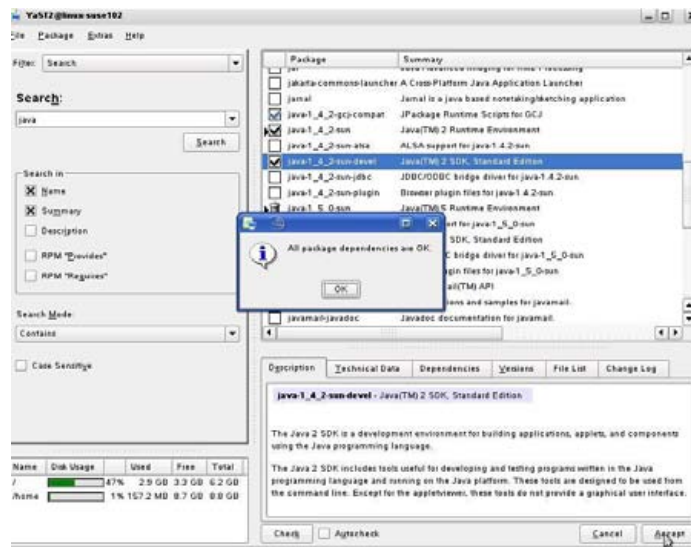 YaST2@linux-suse102
File Package Extras Help
Filter: Search
Search:
java
Search
Search in
Name
Summary
Description
RPM "Provides"
RPM "Requires"
Search Mode:
Contains
Case Sensitive
Name Disk Usage Used Free Total
/ 47% 2.9 GB 3.3 GB 6.2 GB
/home 1% 157.2 MB 8.7 GB 8.8 GB
Package Summary
jakarta-commons-launcher A Cross-Platform Java Application Launcher
jarnal Jarnal is a java based notetaking/sketching application
java-1_4_2-gcj-compat JPackage Runtime Scripts for GCJ
java-1_4_2-sun Java(TM) 2 Runtime Environment
java-1_4_2-sun-alsa ALSA support for java-1.4.2-sun.
java-1_4_2-sun-devel Java(TM) 2 SDK, Standard Edition
java-1_4_2-sun-jdbc JDBC/ODBC bridge driver for java-1.4.2-sun
java-1_4_2-sun-plugin Browser plugin files for java-1.4.2-sun
java-1_5_0-sun Java(TM) 5 Runtime Environment
ort for java-1_5_0-sun
SDK, Standard Edition
C bridge driver for java-1_5_0-sun
gin files for java-1_5_0-sun
ail(TM) API
ions and samples for javamail.
javamail-javadoc Javadoc documentation for javamail.
All package dependencies are OK.
OK
Description Technical Data Dependencies Versions File List Change Log
java-1_4_2-sun-devel - Java(TM) 2 SDK, Standard Edition
The Java 2 SDK is a development environment for building applications, applets, and components
using the Java programming language.
The Java 2 SDK includes tools useful for developing and testing programs written in the Java
programming language and running on the Java platform. These tools are designed to be used from
the command line. Except for the appletviewer, these tools do not provide a graphical user interface.
Check Autocheck Cancel Accept